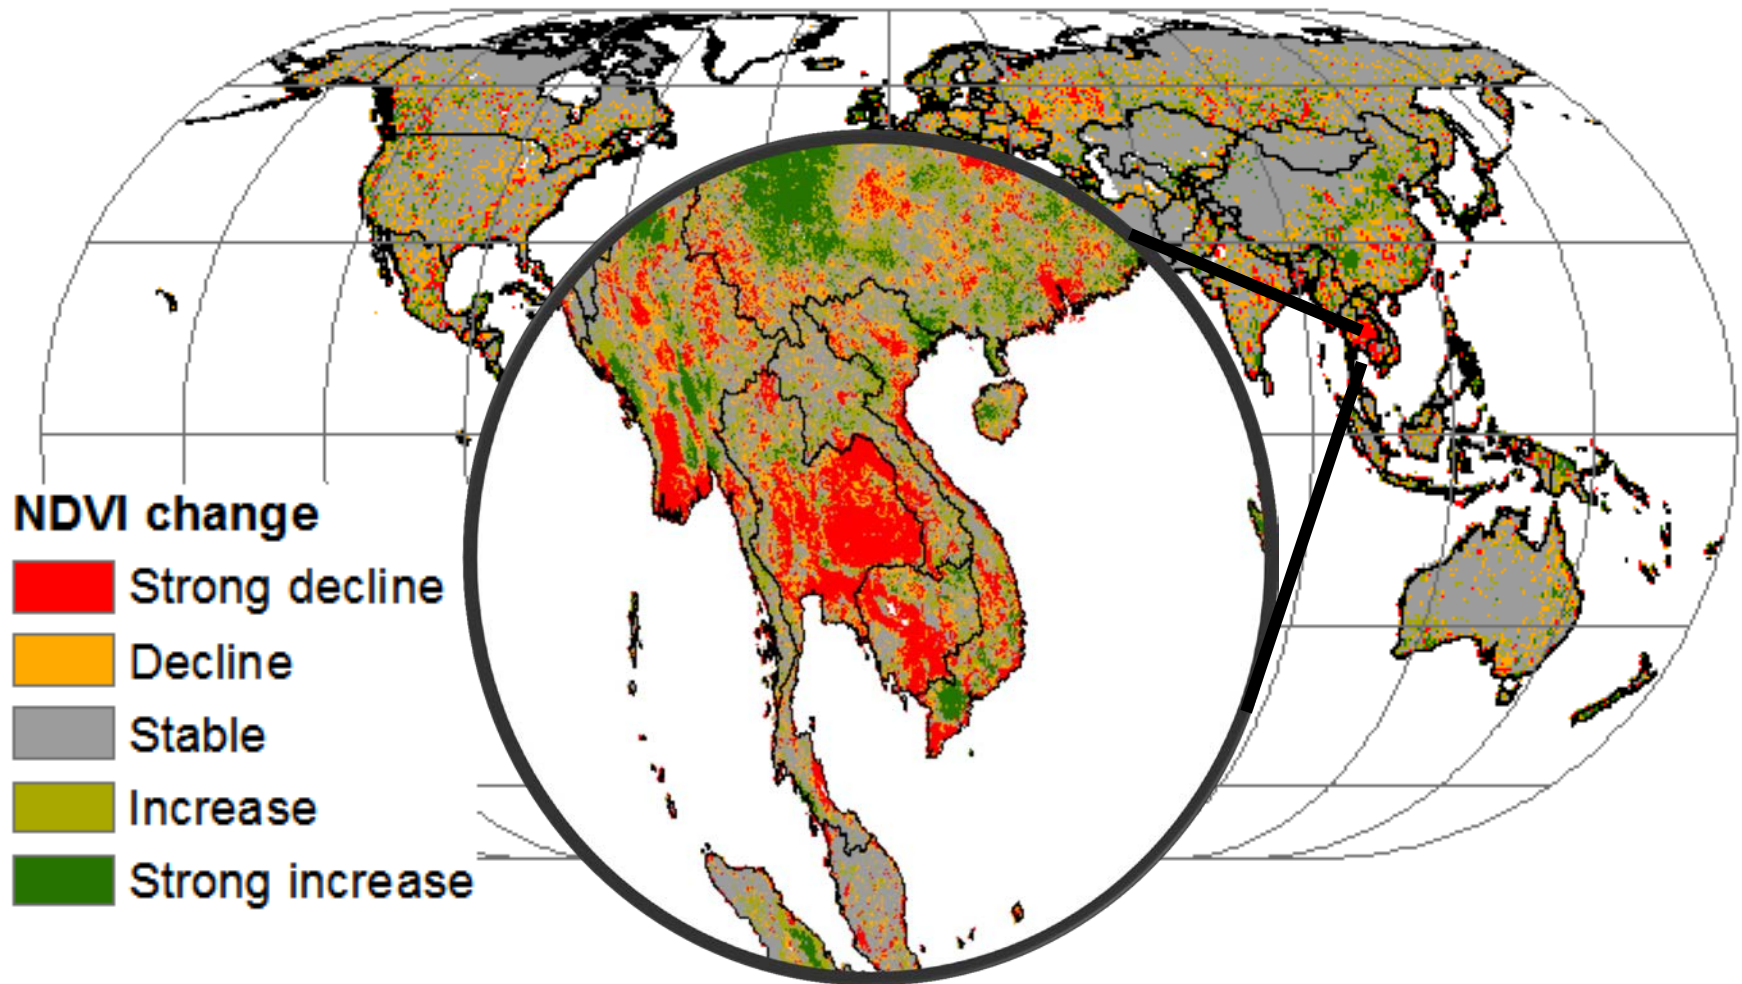 NDVI change
Strong decline
Decline
Stable
Increase
Strong increase